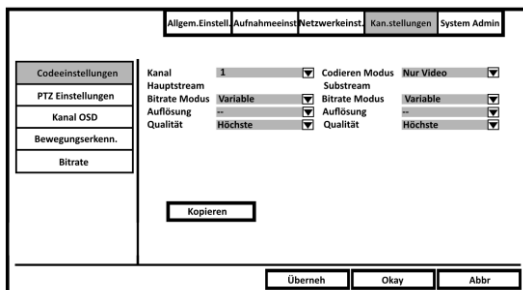 Allgem.Einstell. Aufnahmeeinst Netzwerkeinst. Kan.stellungen System Admin
Codeeinstellungen
PTZ Einstellungen
Kanal OSD
Bewegungserkenn.
Bitrate
Kanal 1 Codieren Modus Nur Video
Hauptstream Substream
Bitrate Modus Variable Bitrate Modus Variable
Auflösung -- Auflösung --
Qualität Höchste Qualität Höchste
Kopieren
Überneh Okay Abbr